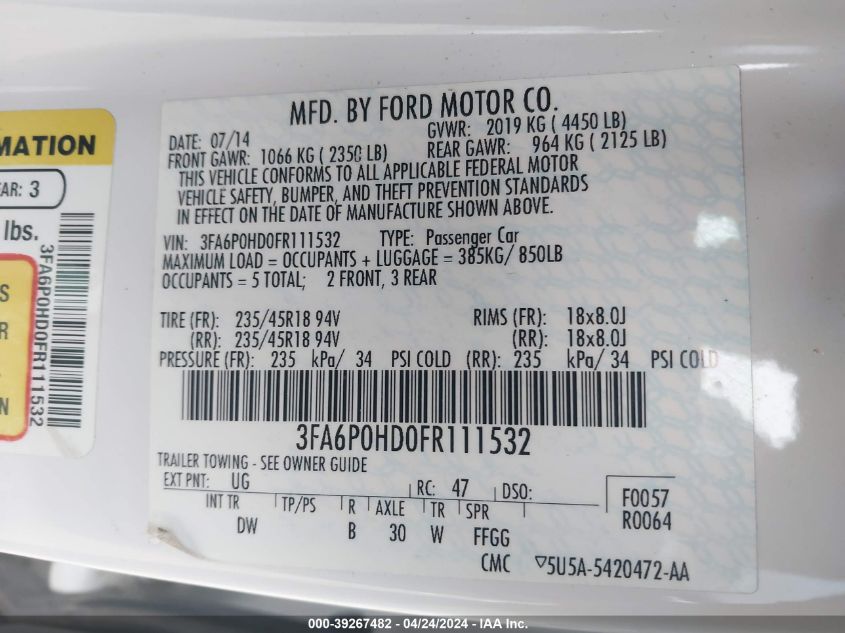 MATION
AR: 3
lbs.
3FA6P0HD0FR111532
S
R
N
MFD. BY FORD MOTOR CO.
DATE: 07/14 GVWR: 2019 KG ( 4450 LB)
FRONT GAWR: 1066 KG ( 2350 LB) REAR GAWR: 964 KG ( 2125 LB)
THIS VEHICLE CONFORMS TO ALL APPLICABLE FEDERAL MOTOR
VEHICLE SAFETY, BUMPER, AND THEFT PREVENTION STANDARDS
IN EFFECT ON THE DATE OF MANUFACTURE SHOWN ABOVE.
VIN: 3FA6P0HD0FR111532 TYPE: Passenger Car
MAXIMUM LOAD = OCCUPANTS + LUGGAGE = 385KG/ 850LB
OCCUPANTS = 5 TOTAL; 2 FRONT, 3 REAR
TIRE (FR): 235/45R18 94V RIMS (FR): 18x8.0J
(RR): 235/45R18 94V (RR): 18x8.0J
PRESSURE (FR): 235 kPa/ 34 PSI COLD (RR): 235 kPa/ 34 PSI COLD
3FA6P0HD0FR111532
TRAILER TOWING - SEE OWNER GUIDE
EXT PNT: UG RC: 47 DSO:
INT TR TP/PS R AXLE TR SPR
DW B 30 W FFGG
F0057
R0064
CMC ▽5U5A-5420472-AA
000-39267482 - 04/24/2024 - IAA Inc.